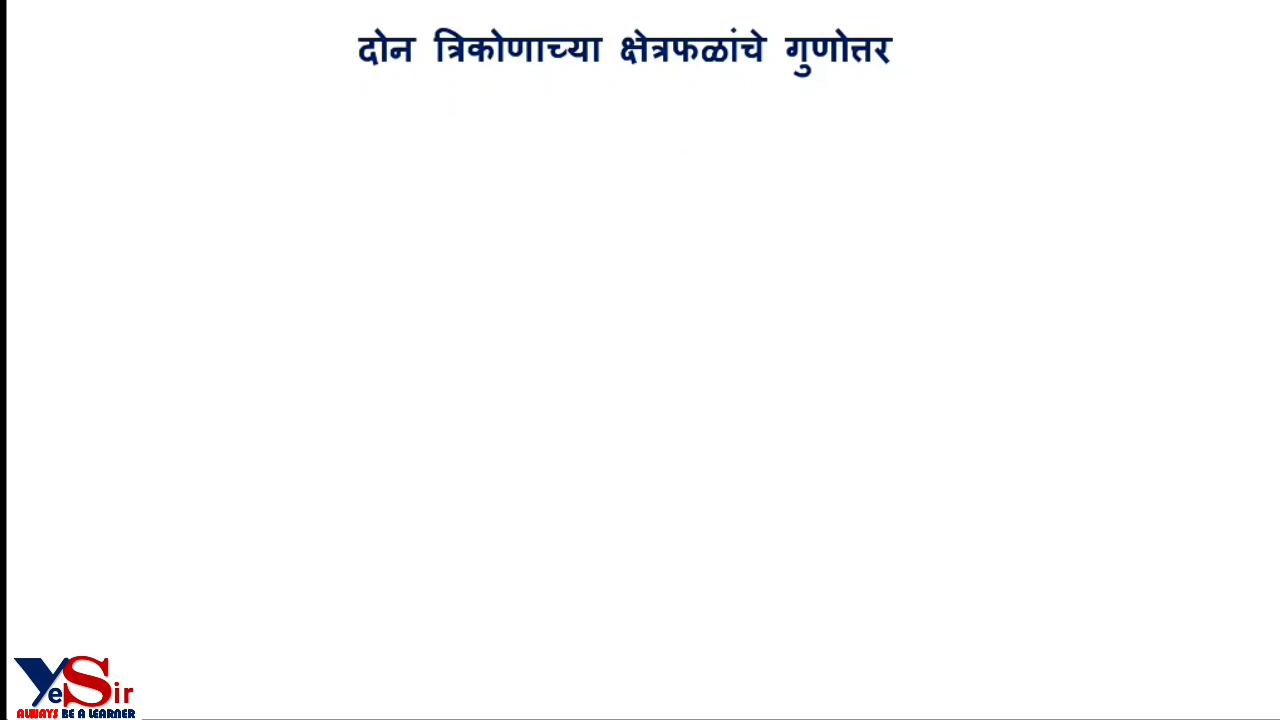 दोन त्रिकोणाच्या क्षेत्रफळांचे गुणोत्तर
YeSir
ALWAYS BE A LEARNER